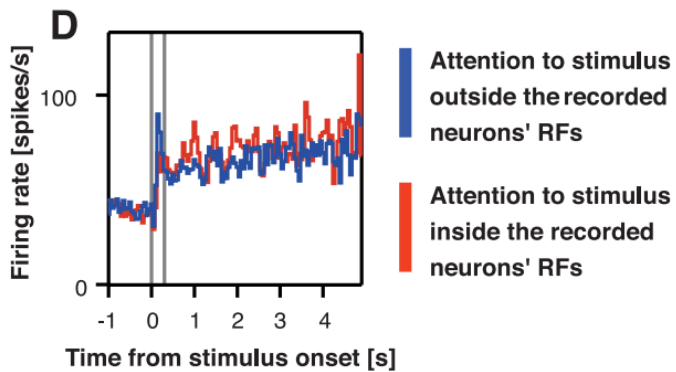 D
Firing rate [spikes/s]
100
0
-1 0 1 2 3 4
Time from stimulus onset [s]
Attention to stimulus
outside the recorded
neurons' RFs
Attention to stimulus
inside the recorded
neurons' RFs